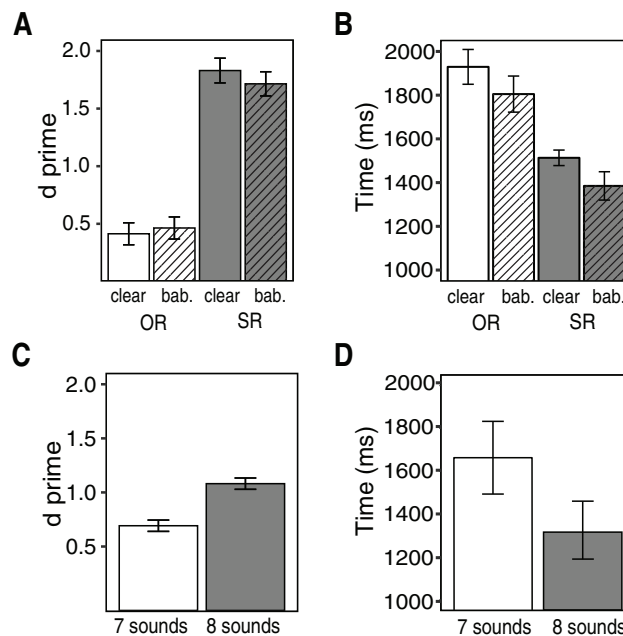 A
2.0
1.5
1.0
0.5
d prime
clear bab. clear bab.
OR SR
B
2000
1800
1600
1400
1200
1000
Time (ms)
clear bab. clear bab.
OR SR
C
2.0
1.5
1.0
0.5
d prime
7 sounds 8 sounds
D
2000
1800
1600
1400
1200
1000
Time (ms)
7 sounds 8 sounds